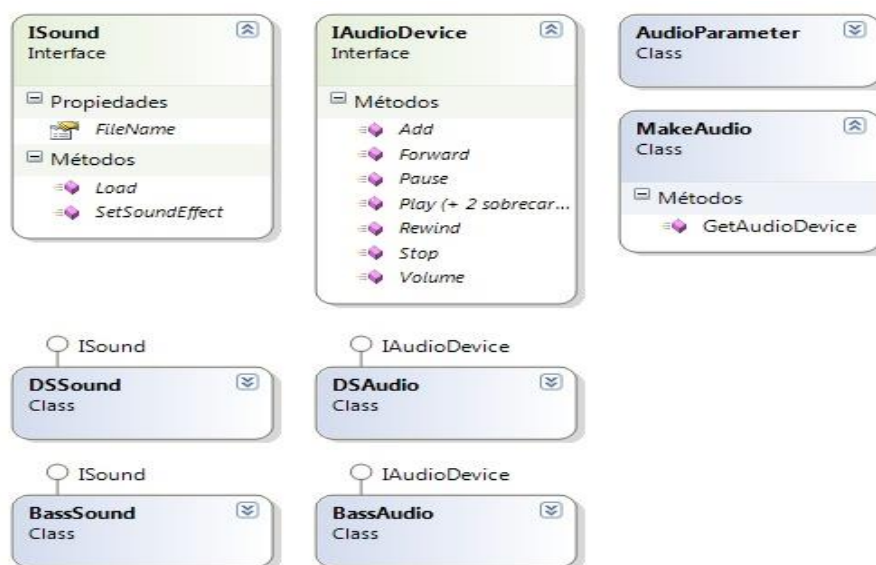 ISound
Interface
Propiedades
FileName
Métodos
Load
SetSoundEffect
IAudioDevice
Interface
Métodos
Add
Forward
Pause
Play (+ 2 sobrecar...
Rewind
Stop
Volume
AudioParameter
Class
MakeAudio
Class
Métodos
GetAudioDevice
ISound
DSSound
Class
IAudioDevice
DSAudio
Class
ISound
BassSound
Class
IAudioDevice
BassAudio
Class